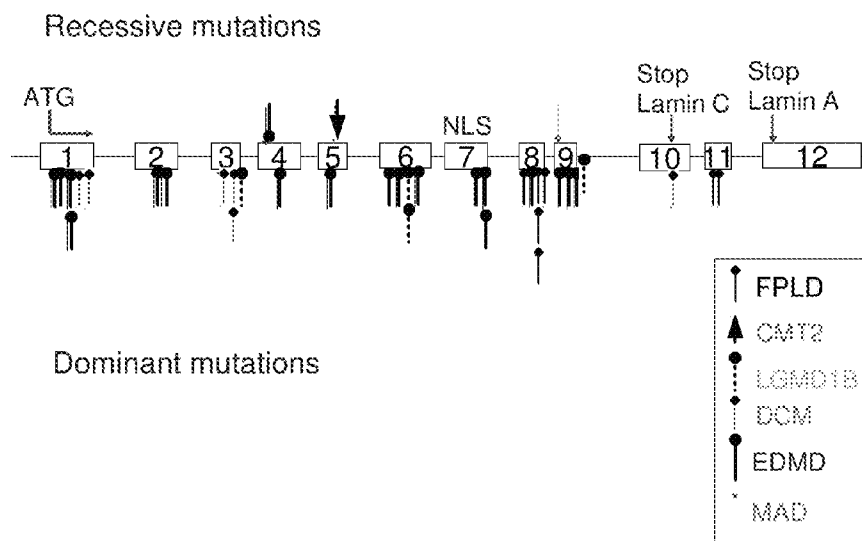 Recessive mutations
ATG
Stop
Lamin C
Stop
Lamin A
NLS
1 2 3 4 5 6 7 8 9 10 11 12
Dominant mutations
FPLD
CMT2
LGMD1B
DCM
EDMD
MAD